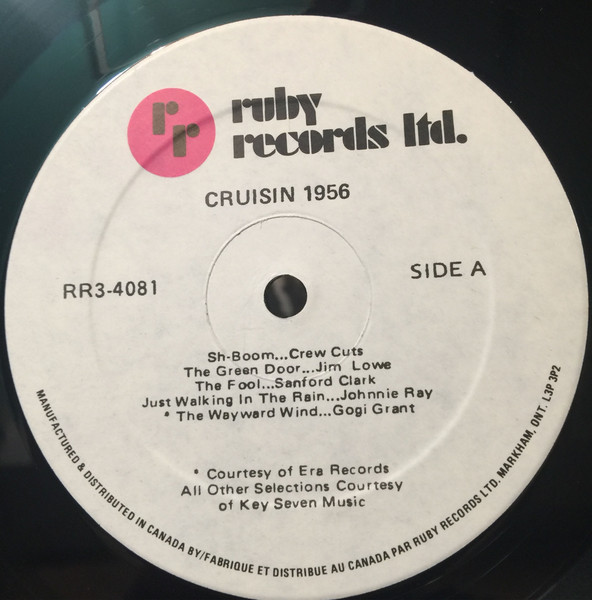 rr
ruby
records ltd.
CRUISIN 1956
RR3-4081
SIDE A
Sh-Boom...Crew Cuts
The Green Door...Jim Lowe
The Fool...Sanford Clark
Just Walking In The Rain...Johnnie Ray
* The Wayward Wind...Gogi Grant
* Courtesy of Era Records
All Other Selections Courtesy
of Key Seven Music
MANUFACTURED & DISTRIBUTED IN CANADA BY/FABRIQUE ET DISTRIBUE AU CANADA PAR RUBY RECORDS LTD. MARKHAM, ONT. L3P 3P2